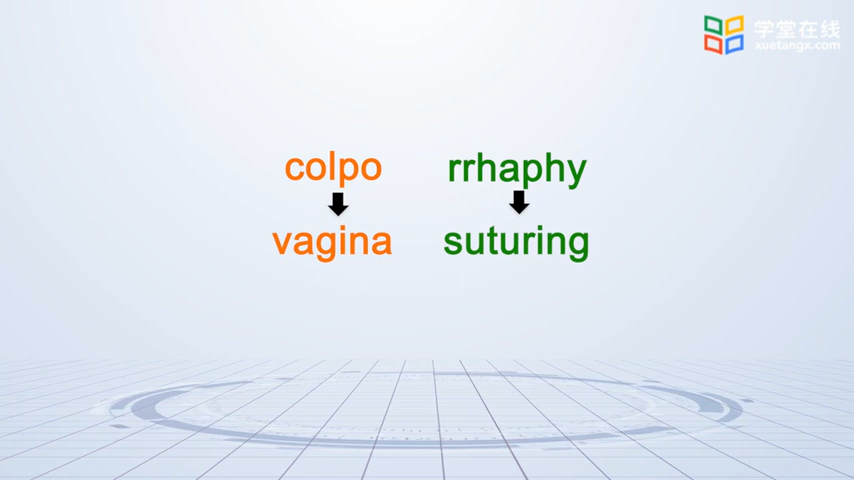 学堂在线
xuetangx.com
colpo rrhaphy
vagina suturing